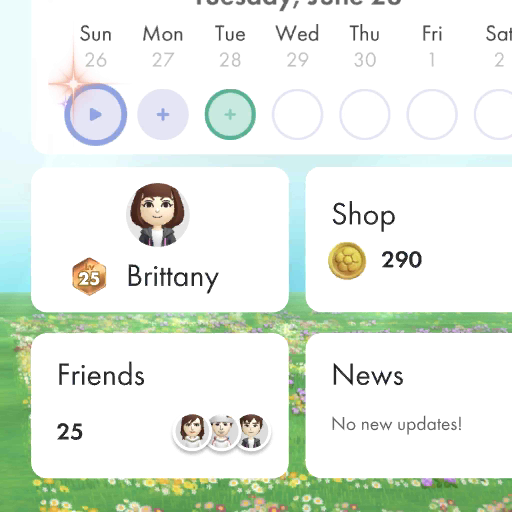 Tuesday, June 28
Sun Mon Tue Wed Thu Fri Sat
26 27 28 29 30 1 2
Lv
25
Brittany
Shop
290
Friends
25
News
No new updates!